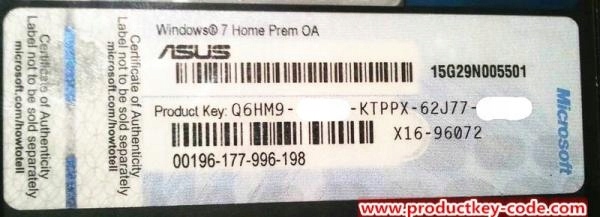 Certificate of Authenticity
Label not to be sold separately
microsoft.com/howtotell
Certificate of Authenticity
Label not to be sold separately
microsoft.com/howtotell
Windows® 7 Home Prem OA
ASUS
15G29N005501
Product Key: Q6HM9- -KTPPX-62J77-
X16-96072
00196-177-996-198
Microsoft
www.productkey-code.com